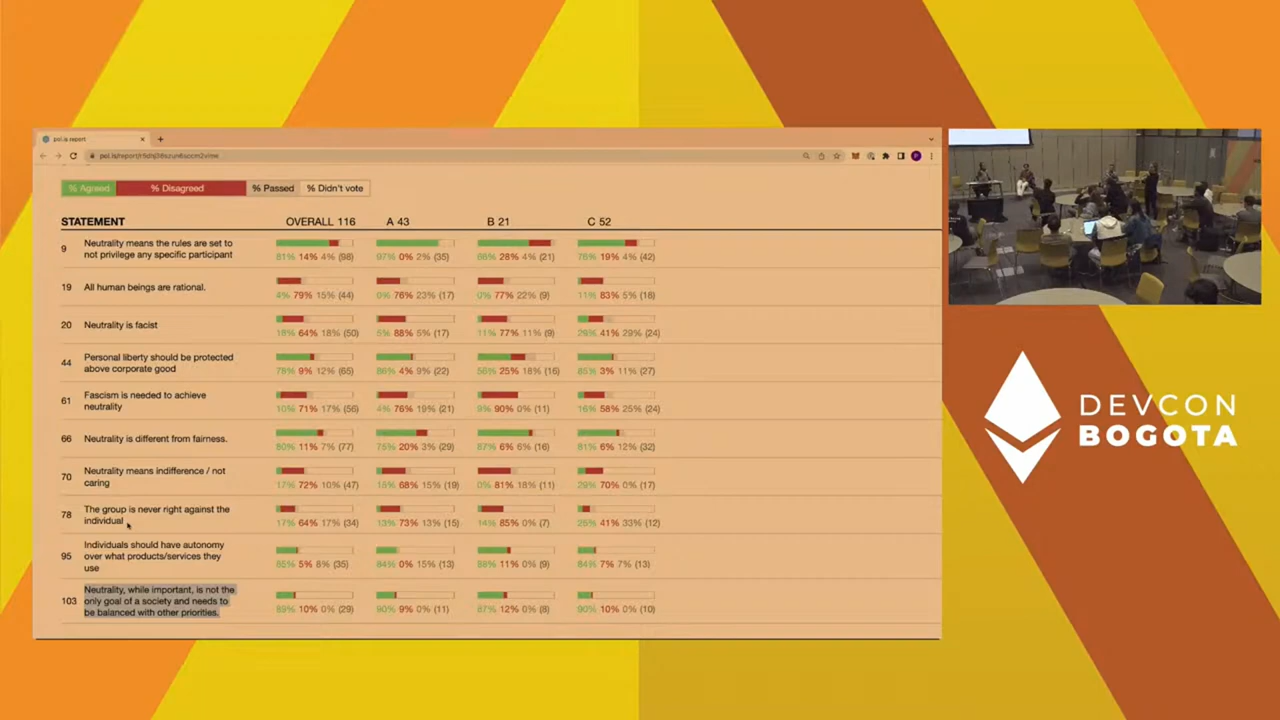 pol.is report
pol.is/report/r5dhj3dszun6sccm2vime
% Agreed % Disagreed % Passed % Didn't vote
STATEMENT OVERALL 116 A 43 B 21 C 52
9 Neutrality means the rules are set to
not privilege any specific participant
81% 14% 4% (98) 97% 0% 2% (35) 66% 28% 4% (21) 76% 19% 4% (42)
19 All human beings are rational.
4% 79% 15% (44) 0% 76% 23% (17) 0% 77% 22% (9) 11% 83% 5% (18)
20 Neutrality is facist
18% 64% 18% (50) 5% 88% 5% (17) 11% 77% 11% (9) 29% 41% 29% (24)
44 Personal liberty should be protected
above corporate good
78% 9% 12% (65) 86% 4% 9% (22) 56% 25% 18% (16) 85% 3% 11% (27)
61 Fascism is needed to achieve
neutrality
10% 71% 17% (56) 4% 76% 19% (21) 9% 90% 0% (11) 16% 58% 25% (24)
66 Neutrality is different from fairness.
80% 11% 7% (77) 75% 20% 3% (29) 87% 6% 6% (16) 81% 6% 12% (32)
70 Neutrality means indifference / not
caring
17% 72% 10% (47) 15% 68% 15% (19) 0% 81% 18% (11) 29% 70% 0% (17)
78 The group is never right against the
individual
17% 64% 17% (34) 13% 73% 13% (15) 14% 85% 0% (7) 25% 41% 33% (12)
95 Individuals should have autonomy
over what products/services they
use
85% 5% 8% (35) 84% 0% 15% (13) 88% 11% 0% (9) 84% 7% 7% (13)
103 Neutrality, while important, is not the
only goal of a society and needs to
be balanced with other priorities.
89% 10% 0% (29) 90% 9% 0% (11) 87% 12% 0% (8) 90% 10% 0% (10)
DEVCON
BOGOTA